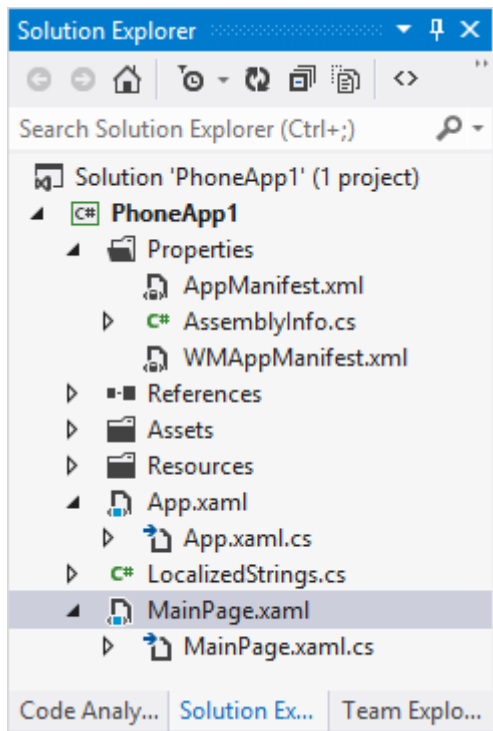 Solution Explorer
Search Solution Explorer (Ctrl+;)
Solution 'PhoneApp1' (1 project)
C# PhoneApp1
Properties
AppManifest.xml
C# AssemblyInfo.cs
WMAppManifest.xml
References
Assets
Resources
App.xaml
App.xaml.cs
C# LocalizedStrings.cs
MainPage.xaml
MainPage.xaml.cs
Code Analy... Solution Ex... Team Explo...